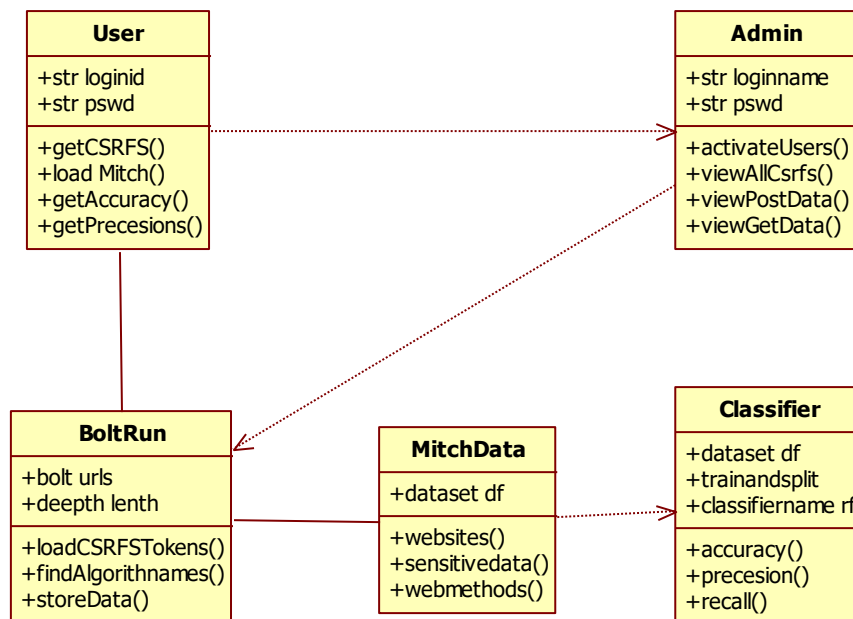 User
+str loginid
+str pswd
+getCSRFS()
+load Mitch()
+getAccuracy()
+getPrecesions()
Admin
+str loginname
+str pswd
+activateUsers()
+viewAllCsrfs()
+viewPostData()
+viewGetData()
BoltRun
+bolt urls
+deepth lenth
+loadCSRFSTokens()
+findAlgorithnames()
+storeData()
MitchData
+dataset df
+websites()
+sensitivedata()
+webmethods()
Classifier
+dataset df
+trainandsplit
+classifiername rf
+accuracy()
+precesion()
+recall()